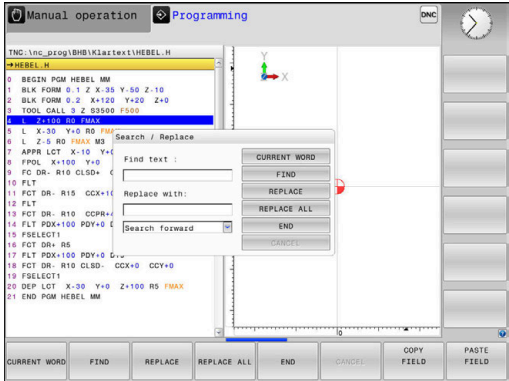 Manual operation
Programming
DNC
TNC:\nc_prog\BHB\Klartext\HEBEL.H
→HEBEL.H
0 BEGIN PGM HEBEL MM
1 BLK FORM 0.1 Z X-35 Y-50 Z-10
2 BLK FORM 0.2 X+120 Y+20 Z+0
3 TOOL CALL 3 Z S3500 F500
4 L Z+100 R0 FMAX
5 L X-30 Y+0 R0 FMA
6 L Z-5 R0 FMAX M3
7 APPR LCT X-10 Y+
8 FPOL X+100 Y+0
9 FC DR- R10 CLSD+
10 FLT
11 FCT DR- R15 CCX+1
12 FLT
13 FCT DR- R10 CCPR+
14 FLT PDX+100 PDY+0 D
15 FSELECT1
16 FCT DR+ R5
17 FLT PDX+100 PDY+0
18 FCT DR- R10 CLSD- CCX+0 CCY+0
19 FSELECT1
20 DEP LCT X-30 Y+0 Z+100 R5 FMAX
21 END PGM HEBEL MM
Y
X
0
Search / Replace
Find text :
Replace with:
Search forward
CURRENT WORD
FIND
REPLACE
REPLACE ALL
END
CANCEL
CURRENT WORD
FIND
REPLACE
REPLACE ALL
END
CANCEL
COPY
FIELD
PASTE
FIELD